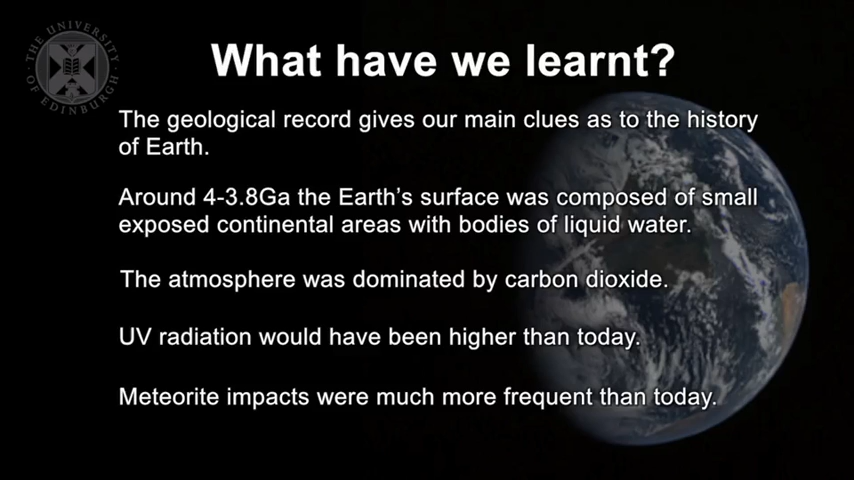 THE UNIVERSITY
OF EDINBURGH
What have we learnt?
The geological record gives our main clues as to the history
of Earth.
Around 4-3.8Ga the Earth's surface was composed of small
exposed continental areas with bodies of liquid water.
The atmosphere was dominated by carbon dioxide.
UV radiation would have been higher than today.
Meteorite impacts were much more frequent than today.